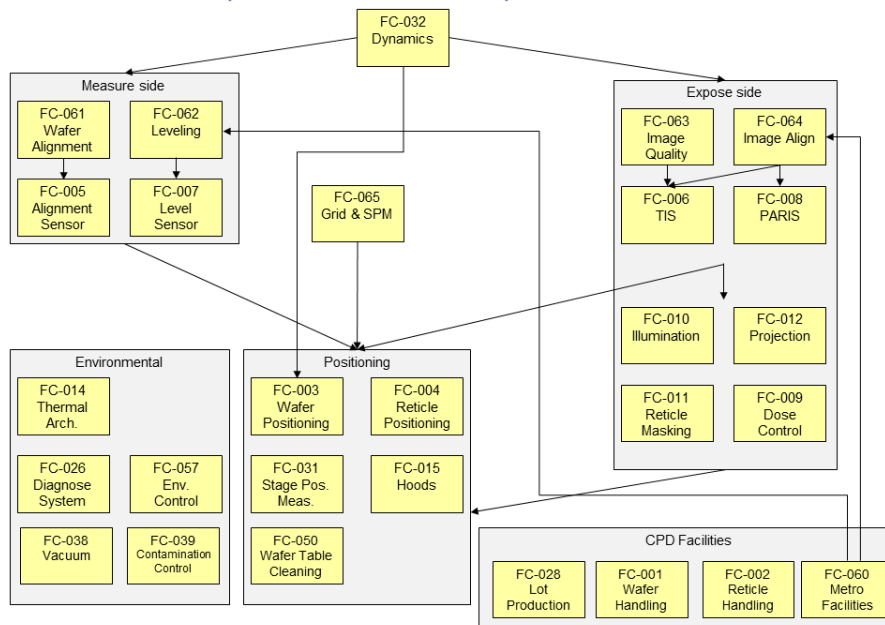 FC-032
Dynamics
Measure side
FC-061
Wafer
Alignment
FC-062
Leveling
FC-005
Alignment
Sensor
FC-007
Level
Sensor
FC-065
Grid & SPM
Expose side
FC-063
Image
Quality
FC-064
Image Align
FC-006
TIS
FC-008
PARIS
FC-010
Illumination
FC-012
Projection
FC-011
Reticle
Masking
FC-009
Dose
Control
Environmental
FC-014
Thermal
Arch.
FC-026
Diagnose
System
FC-057
Env.
Control
FC-038
Vacuum
FC-039
Contamination
Control
Positioning
FC-003
Wafer
Positioning
FC-004
Reticle
Positioning
FC-031
Stage Pos.
Meas.
FC-015
Hoods
FC-050
Wafer Table
Cleaning
CPD Facilities
FC-028
Lot
Production
FC-001
Wafer
Handling
FC-002
Reticle
Handling
FC-060
Metro
Facilities